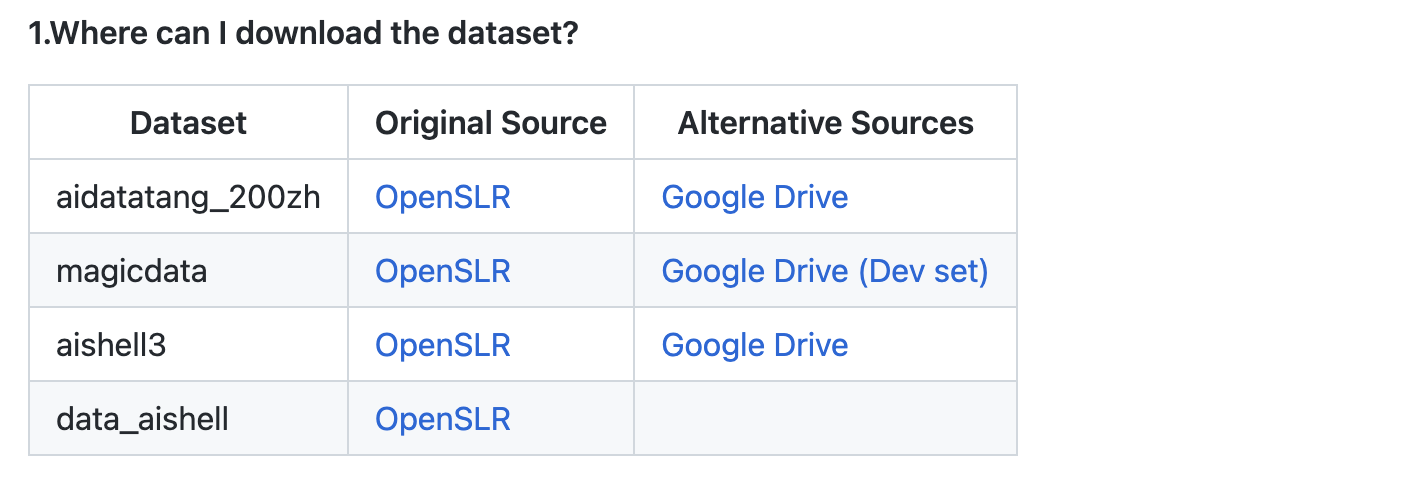 1.Where can I download the dataset?
Dataset Original Source Alternative Sources
aidatatang_200zh OpenSLR Google Drive
magicdata OpenSLR Google Drive (Dev set)
aishell3 OpenSLR Google Drive
data_aishell OpenSLR